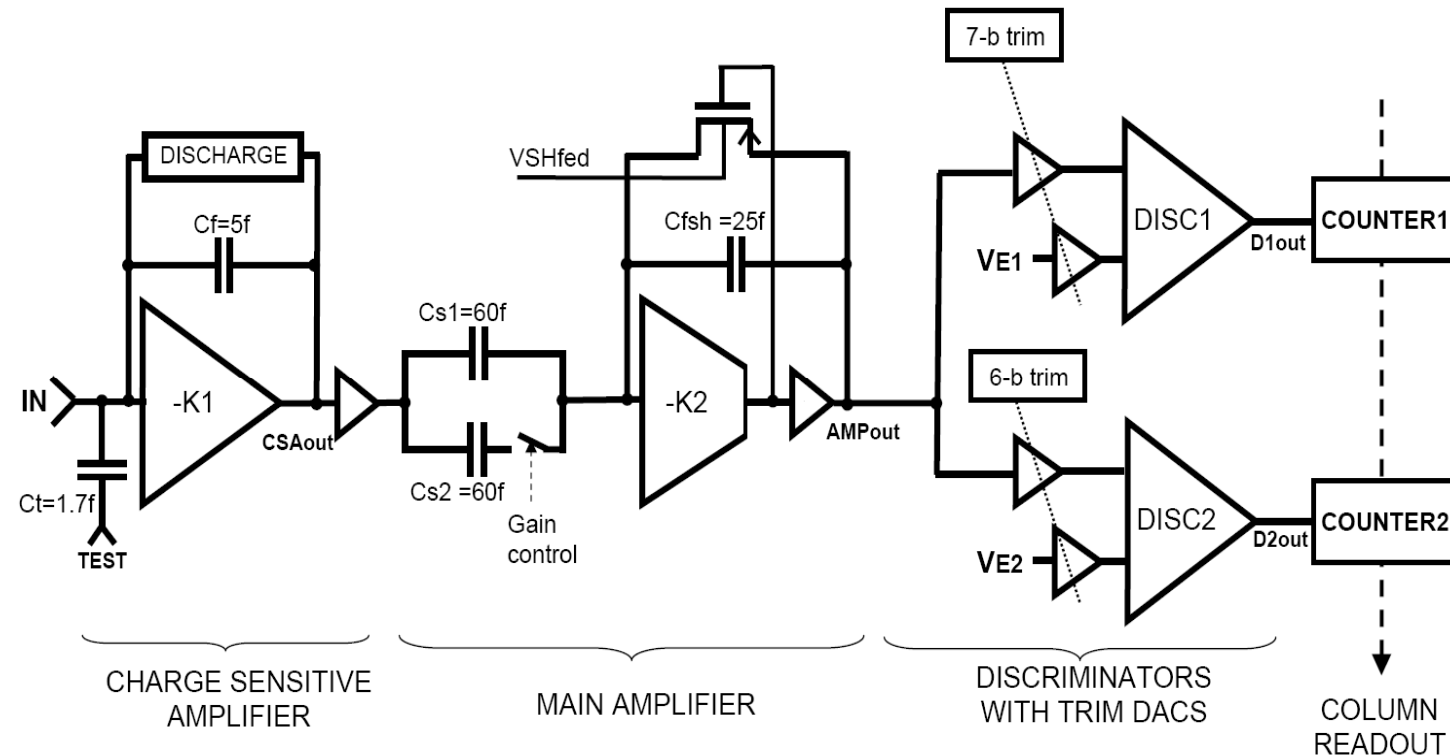 7-b trim
DISCHARGE
VSHfed
Cf=5f
Cfsh =25f
DISC1
COUNTER1
D1out
VE1
Cs1=60f
6-b trim
IN
-K1
-K2
CSAout
AMPout
Cs2 =60f
Ct=1.7f
TEST
Gain
control
DISC2
COUNTER2
D2out
VE2
CHARGE SENSITIVE
AMPLIFIER
MAIN AMPLIFIER
DISCRIMINATORS
WITH TRIM DACS
COLUMN
READOUT